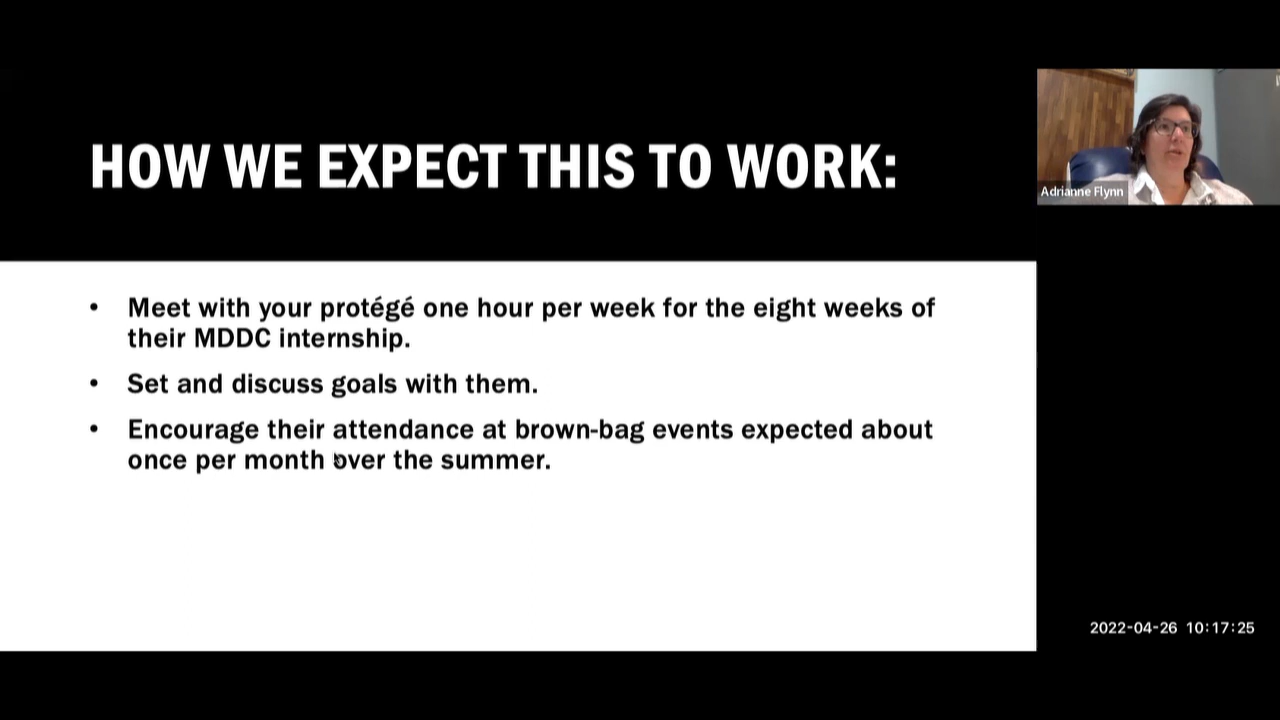 HOW WE EXPECT THIS TO WORK:
Adrianne Flynn
• Meet with your protégé one hour per week for the eight weeks of
their MDDC internship.
• Set and discuss goals with them.
• Encourage their attendance at brown-bag events expected about
once per month over the summer.
2022-04-26 10:17:25